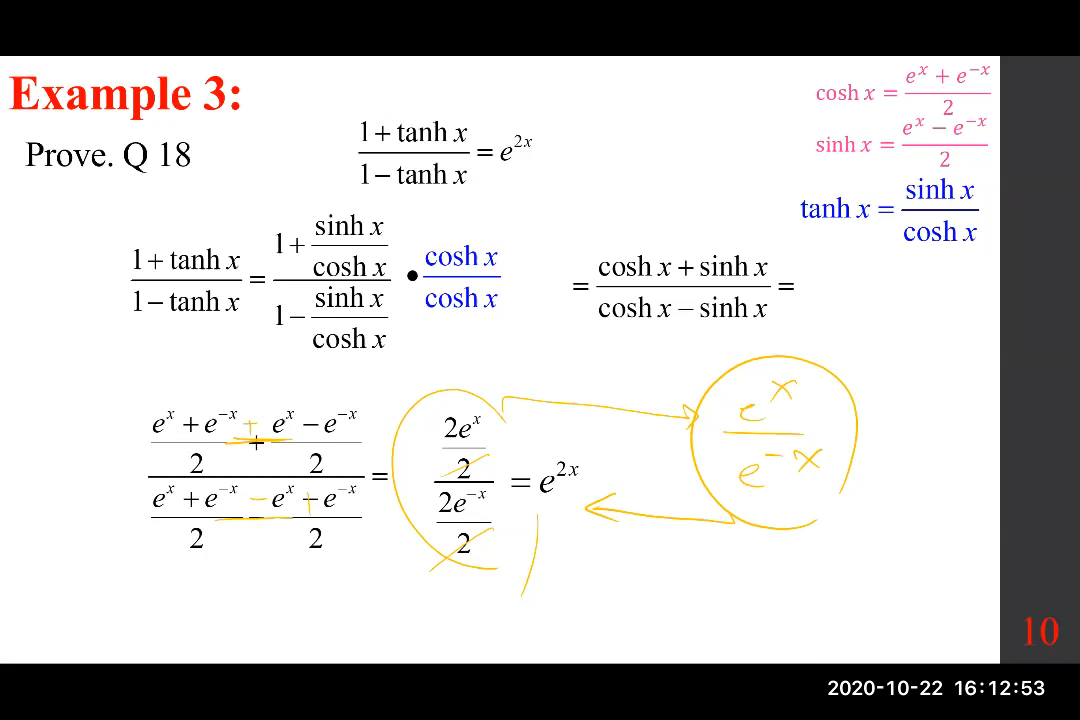 Example 3:
Prove. Q 18
(1 + tanh x)/(1 − tanh x) = e^{2x}
cosh x = (e^x + e^{−x})/2
sinh x = (e^x − e^{−x})/2
tanh x = (sinh x)/(cosh x)
(1 + tanh x)/(1 − tanh x) = (1 + (sinh x)/(cosh x))/(1 − (sinh x)/(cosh x)) • (cosh x)/(cosh x) = (cosh x + sinh x)/(cosh x − sinh x) =
((e^x + e^{−x})/2 + (e^x − e^{−x})/2)/((e^x + e^{−x})/2 − (e^x − e^{−x})/2) = (2e^x/2)/(2e^{−x}/2) = e^{2x}
+
− +
e^x/e^{−x}
10
2020-10-22 16:12:53